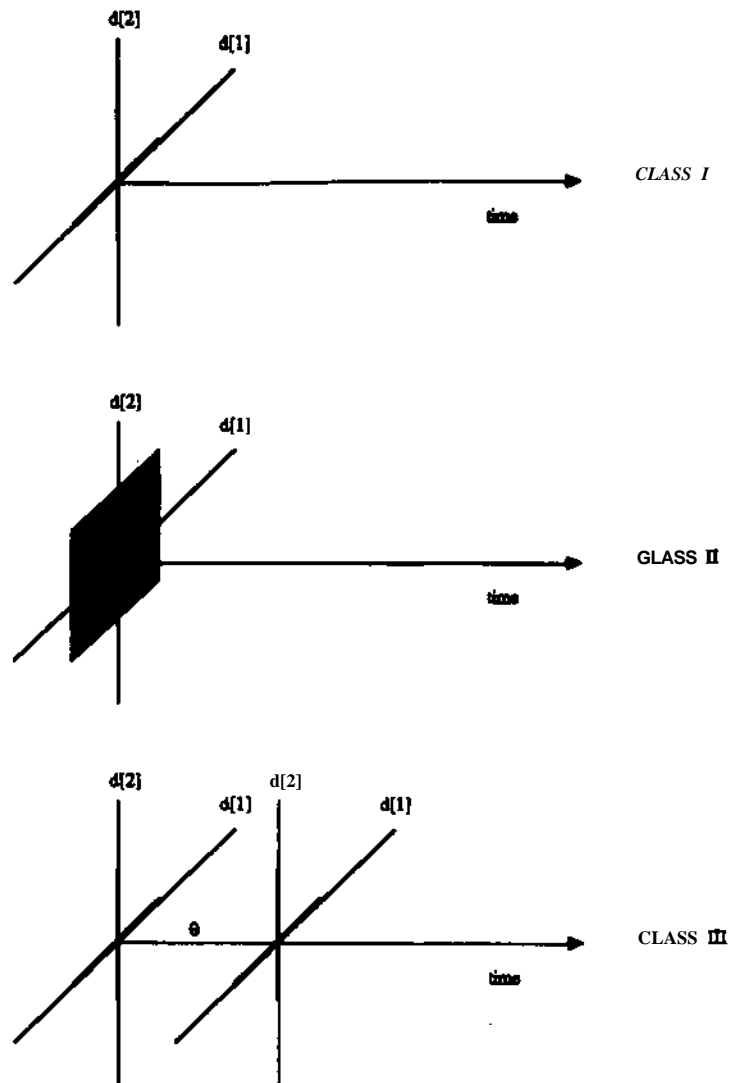 d[2]
d[1]
CLASS I
time
d[2]
d[1]
GLASS II
time
d[2]
d[1]
d[2]
d[1]
θ
CLASS III
time